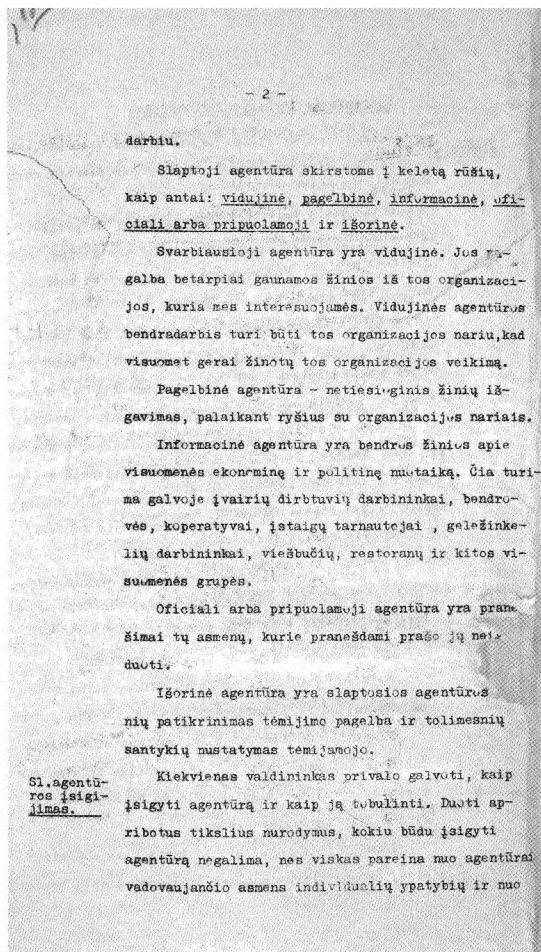 - 2 -
darbiu.
Slaptoji agentūra skirstoma į keletą rūšių,
kaip antai: vidujinė, pagelbinė, informacinė, ofi-
ciali arba pripuolamoji ir išorinė.
Svarbiausioji agentūra yra vidujinė. Jos pa-
galba betarpiai gaunamos žinios iš tos organizaci-
jos, kuria mes interesuojamės. Vidujinės agentūros
bendradarbis turi būti tos organizacijos nariu,kad
visuomet gerai žinotų tos organizacijos veikimą.
Pagelbinė agentūra - netiesioginis žinių iš-
gavimas, palaikant ryšius su organizacijos nariais.
Informacinė agentūra yra bendros žinios apie
visuomenės ekonominę ir politinę nuotaiką. Čia turi-
ma galvoje įvairių dirbtuvių darbininkai, bendro-
vės, koperatyvai, įstaigų tarnautojai , geležinke-
lių darbininkai, viešbučių, restoranų ir kitos vi-
suomenės grupės.
Oficiali arba pripuolamoji agentūra yra prane
šimai tų asmenų, kurie pranešdami prašo jų
duoti.
Išorinė agentūra yra slaptosios agentūros
nių patikrinimas tėmijimo pagelba ir tolimesnių
santykių nustatymas tėmijamojo.
Sl.agentū-
ros įsigi-
jimas.
Kiekvienas valdininkas privalo galvoti, kaip
įsigyti agentūrą ir kaip ją tobulinti. Duoti ap-
ribotus tikslius nurodymus, kokiu būdu įsigyti
agentūrą negalima, nes viskas pareina nuo agentūrai
vadovaujančio asmens individualių ypatybių ir nuo